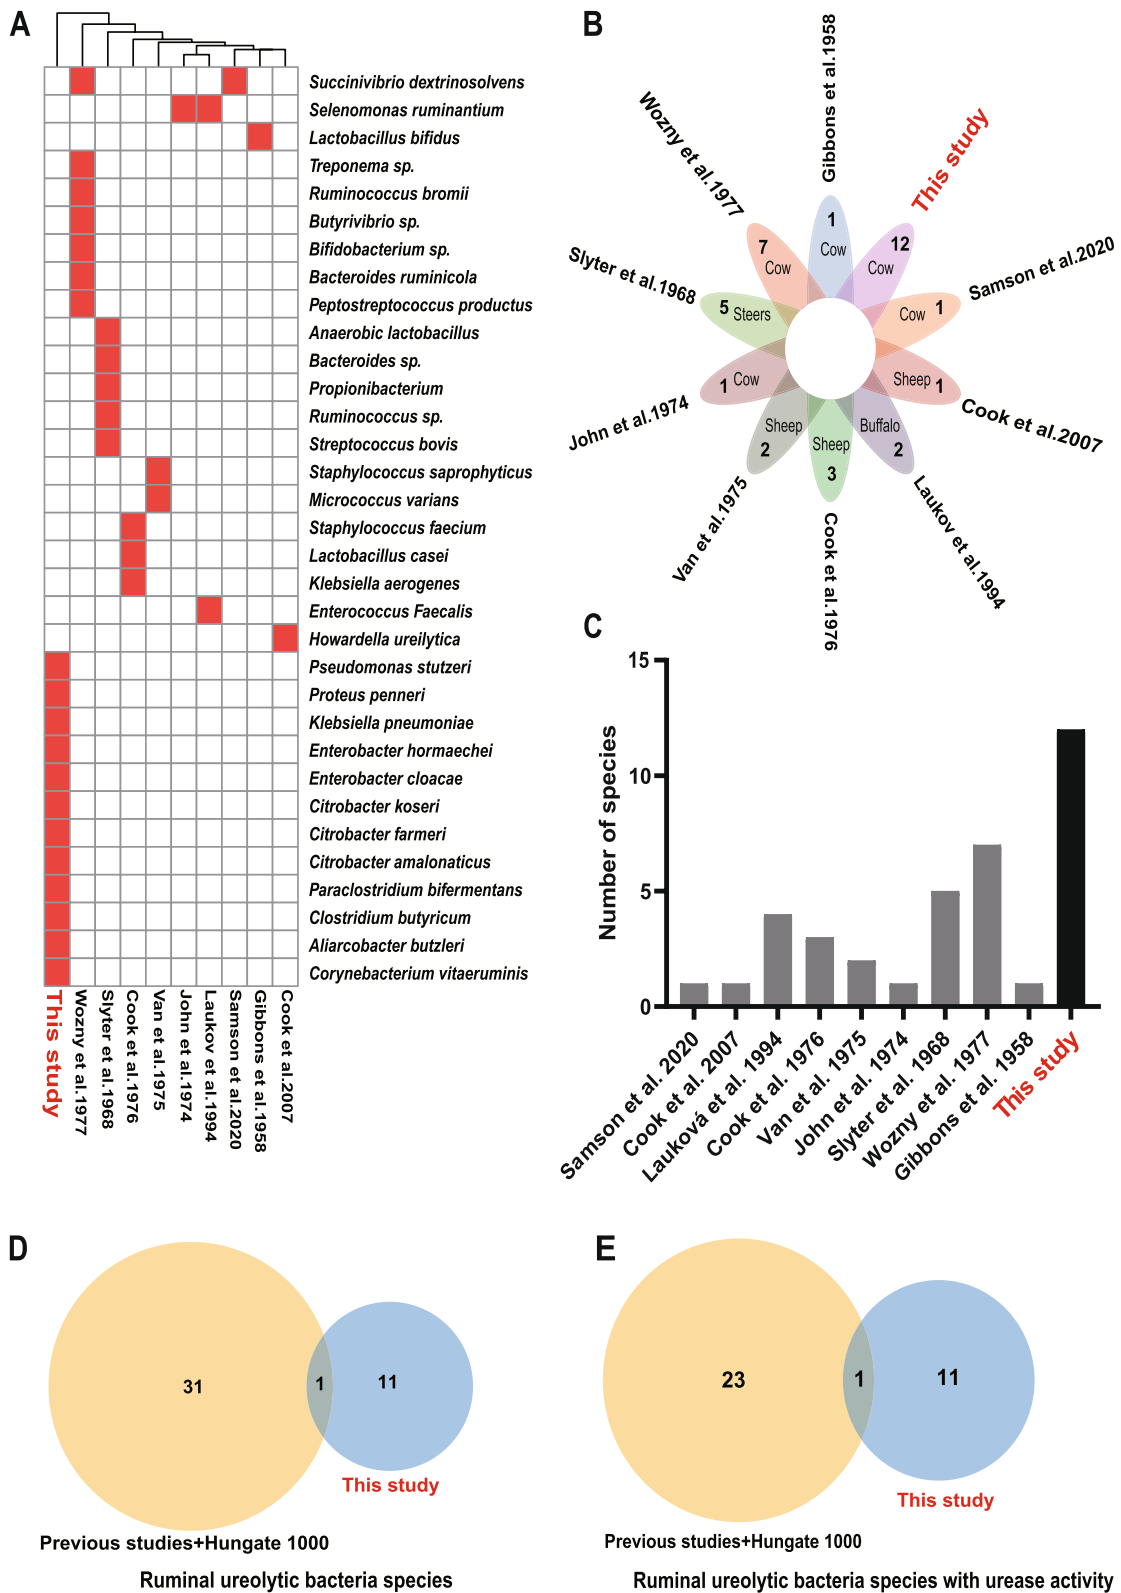 A
Succinivibrio dextrinosolvens
Selenomonas ruminantium
Lactobacillus bifidus
Treponema sp.
Ruminococcus bromii
Butyrivibrio sp.
Bifidobacterium sp.
Bacteroides ruminicola
Peptostreptococcus productus
Anaerobic lactobacillus
Bacteroides sp.
Propionibacterium
Ruminococcus sp.
Streptococcus bovis
Staphylococcus saprophyticus
Micrococcus varians
Staphylococcus faecium
Lactobacillus casei
Klebsiella aerogenes
Enterococcus Faecalis
Howardella ureilytica
Pseudomonas stutzeri
Proteus penneri
Klebsiella pneumoniae
Enterobacter hormaechei
Enterobacter cloacae
Citrobacter koseri
Citrobacter farmeri
Citrobacter amalonaticus
Paraclostridium bifermentans
Clostridium butyricum
Aliarcobacter butzleri
Corynebacterium vitaeruminis
This study
Wozny et al.1977
Slyter et al.1968
Cook et al.1976
Van et al.1975
John et al.1974
Laukov et al.1994
Samson et al.2020
Gibbons et al.1958
Cook et al.2007
B
Gibbons et al.1958
1
Cow
This study
12
Cow
Samson et al.2020
Cow 1
Cook et al.2007
Sheep 1
Laukov et al.1994
Buffalo
2
Cook et al.1976
Sheep
3
Van et al.1975
Sheep
2
John et al.1974
1 Cow
Slyter et al.1968
5 Steers
Wozny et al.1977
7
Cow
C
Number of species
15
10
5
0
Samson et al. 2020
Cook et al. 2007
Lauková et al. 1994
Cook et al. 1976
Van et al. 1975
John et al. 1974
Slyter et al. 1968
Wozny et al. 1977
Gibbons et al. 1958
This study
D
31
1
11
This study
Previous studies+Hungate 1000
Ruminal ureolytic bacteria species
E
23
1
11
This study
Previous studies+Hungate 1000
Ruminal ureolytic bacteria species with urease activity